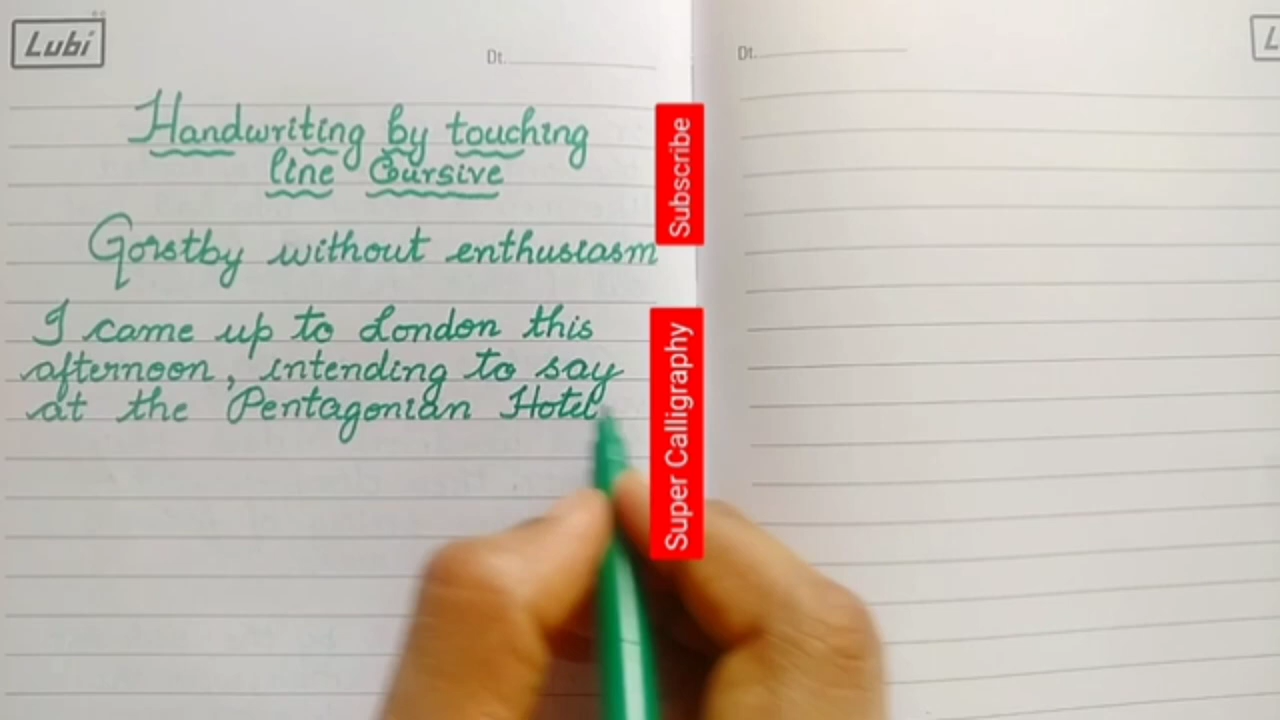 Lubi
Dt.
Handwriting by touching
line Coursive
Gorstby without enthusiasm
I came up to London this
afternoon, intending to say
at the Pentagonian Hotel
Subscribe
Super Calligraphy
Dt.
L